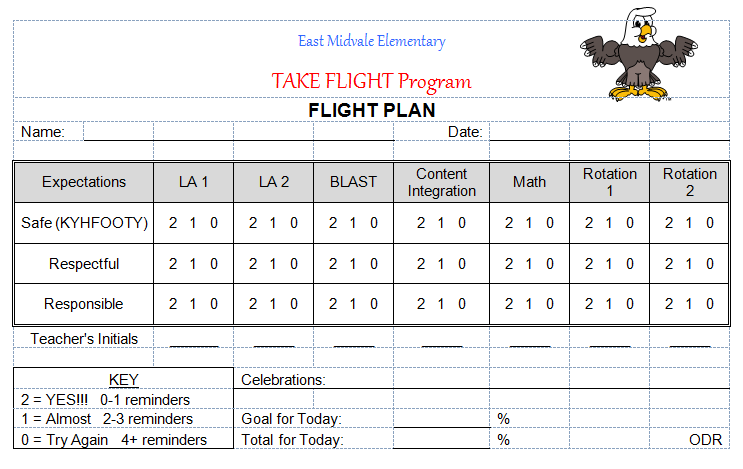 East Midvale Elementary
TAKE FLIGHT Program
FLIGHT PLAN
Name: Date:
Expectations LA 1 LA 2 BLAST Content Integration Math Rotation 1 Rotation 2
Safe (KYHFOOTY) 2 1 0 2 1 0 2 1 0 2 1 0 2 1 0 2 1 0 2 1 0
Respectful 2 1 0 2 1 0 2 1 0 2 1 0 2 1 0 2 1 0 2 1 0
Responsible 2 1 0 2 1 0 2 1 0 2 1 0 2 1 0 2 1 0 2 1 0
Teacher's Initials
KEY Celebrations:
2 = YES!!! 0-1 reminders
1 = Almost 2-3 reminders Goal for Today: %
0 = Try Again 4+ reminders Total for Today: % ODR